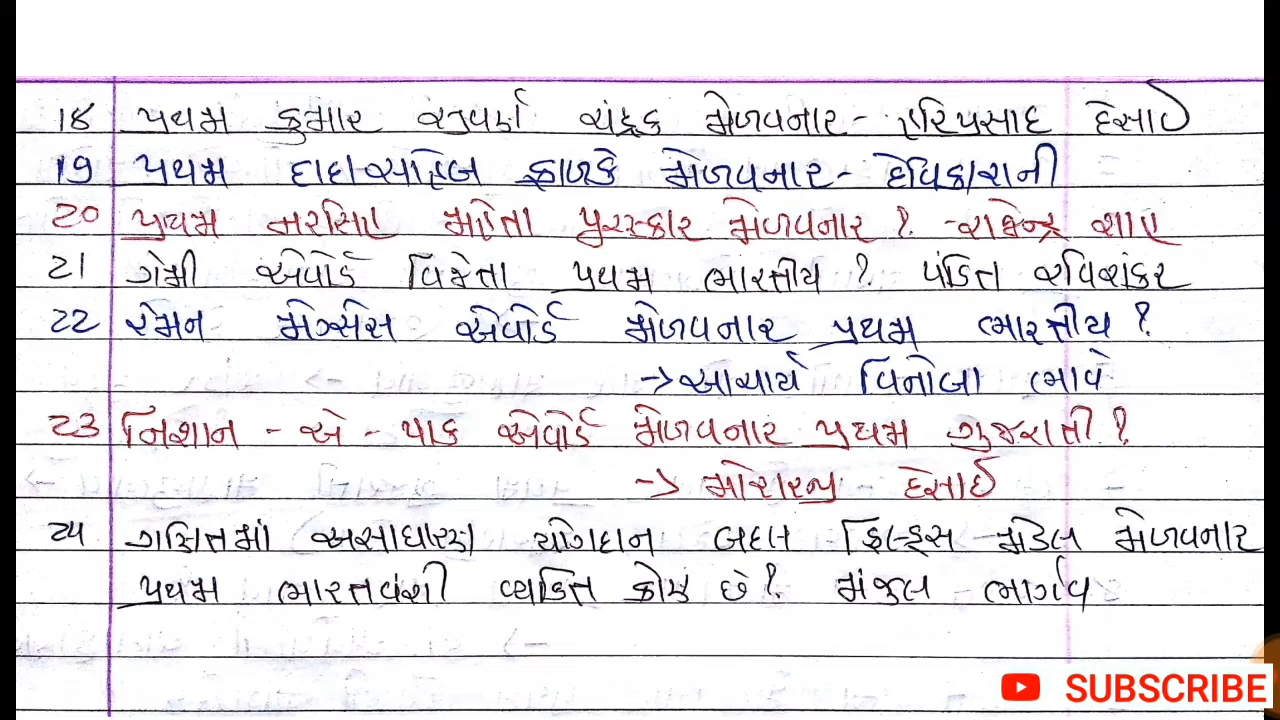 18 પ્રથમ કુમાર સુવર્ણ ચંદ્રક મેળવનાર - હરિપ્રસાદ દેસાઈ
19 પ્રથમ દાદાસાહેબ ફાળકે મેળવનાર - દેવિકારાની
20 પ્રથમ નરસિંહ મહેતા પુરસ્કાર મેળવનાર ? - રાજેન્દ્ર શાહ
21 ગ્રેમી એવોર્ડ વિજેતા પ્રથમ ભારતીય ? પંડિત રવિશંકર
22 રેમન મેગ્સેસ એવોર્ડ મેળવનાર પ્રથમ ભારતીય ?
→ આચાર્ય વિનોબા ભાવે
23 નિશાન - એ - પાક એવોર્ડ મેળવનાર પ્રથમ ગુજરાતી ?
→ મોરારજી દેસાઈ
24 ગણિતમાં અસાધારણ યોગદાન બદલ ફિલ્ડ્સ મેડલ મેળવનાર
પ્રથમ ભારતવંશી વ્યક્તિ કોણ છે ? મંજુલ ભાર્ગવ
SUBSCRIBE